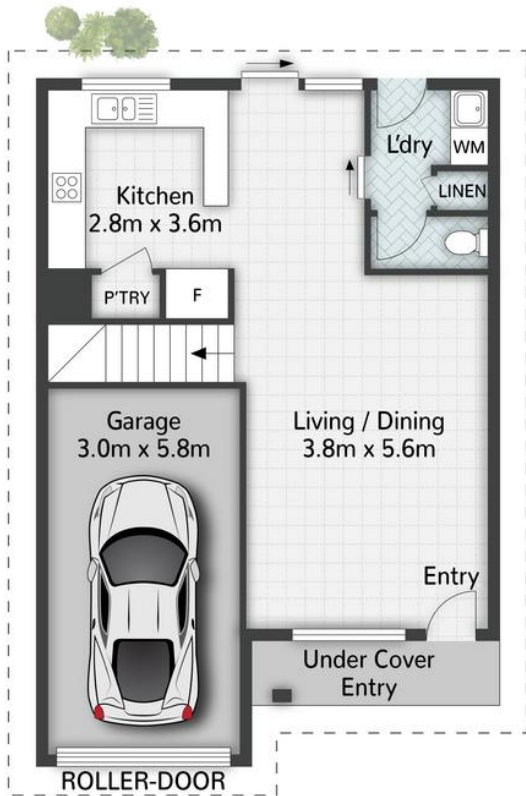 L'dry
WM
LINEN
Kitchen
2.8m x 3.6m
P'TRY
F
Garage
3.0m x 5.8m
Living / Dining
3.8m x 5.6m
Entry
Under Cover
Entry
ROLLER-DOOR